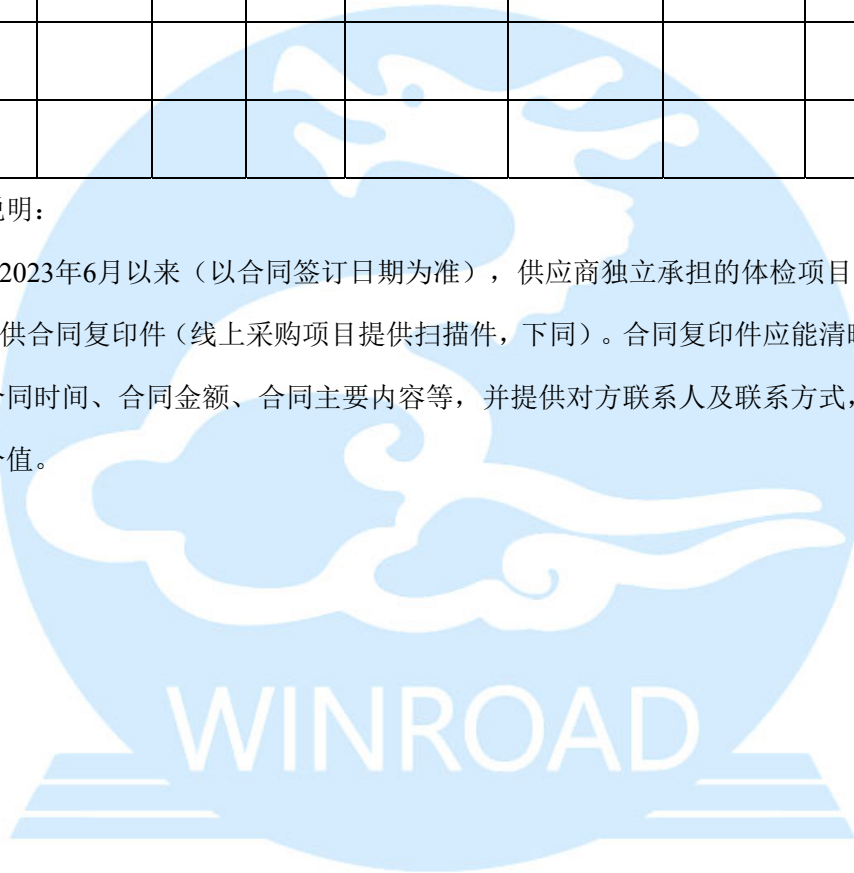 说明：
2023年6月以来（以合同签订日期为准），供应商独立承担的体检项目
供合同复印件（线上采购项目提供扫描件，下同）。合同复印件应能清晰
合同时间、合同金额、合同主要内容等，并提供对方联系人及联系方式，
值。
WINROAD